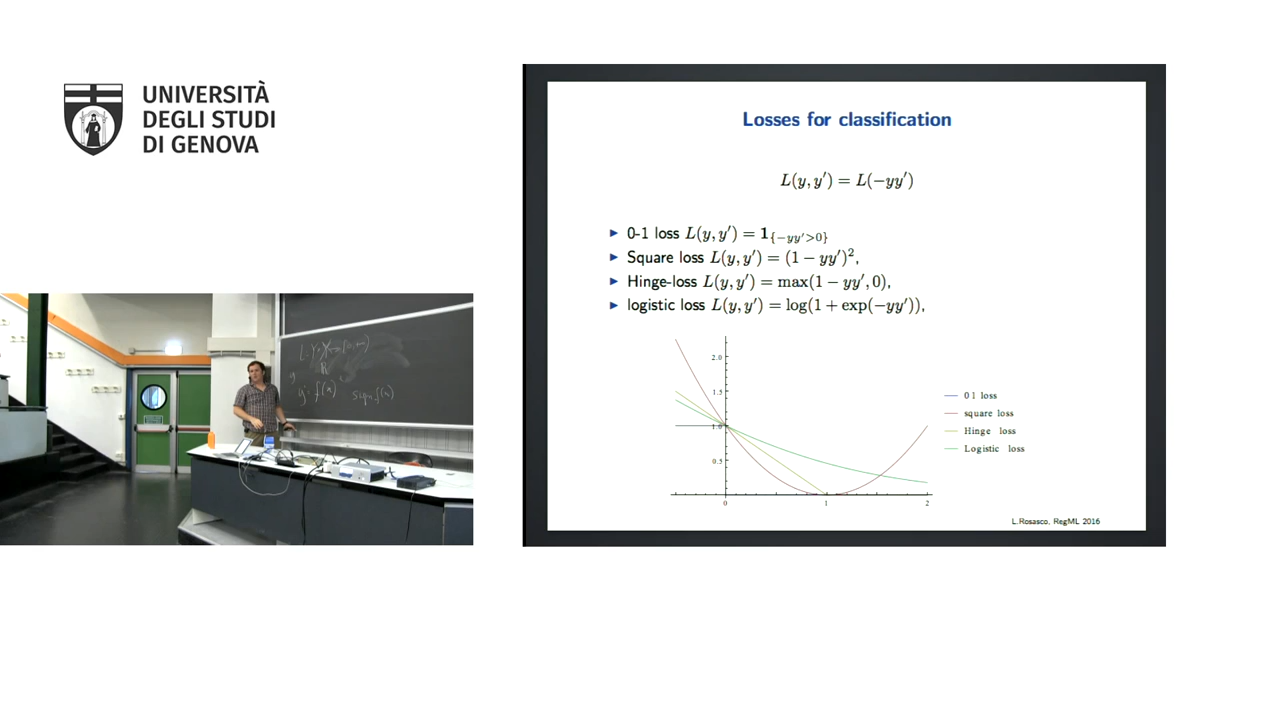 UNIVERSITÀ
DEGLI STUDI
DI GENOVA
Losses for classification
L(y, y′) = L(−yy′)
▶ 0-1 loss L(y, y′) = 1_{−yy′>0}
▶ Square loss L(y, y′) = (1 − yy′)²,
▶ Hinge-loss L(y, y′) = max(1 − yy′, 0),
▶ logistic loss L(y, y′) = log(1 + exp(−yy′)),
2.0
1.5
1.0
0.5
0 1 2
0 1 loss
square loss
Hinge loss
Logistic loss
L.Rosasco, RegML 2016
sign f(x)